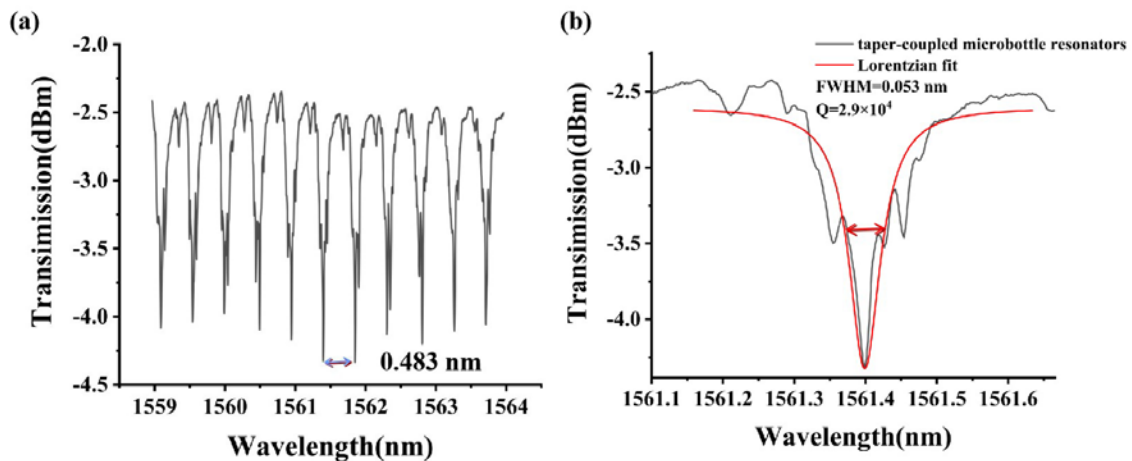 (a)
-2.0
-2.5
-3.0
-3.5
-4.0
-4.5
Transimission(dBm)
0.483 nm
1559 1560 1561 1562 1563 1564
Wavelength(nm)
(b)
taper-coupled microbottle resonators
Lorentzian fit
FWHM=0.053 nm
Q=2.9×10⁴
-2.5
-3.0
-3.5
-4.0
Transmission(dBm)
1561.1 1561.2 1561.3 1561.4 1561.5 1561.6
Wavelength(nm)